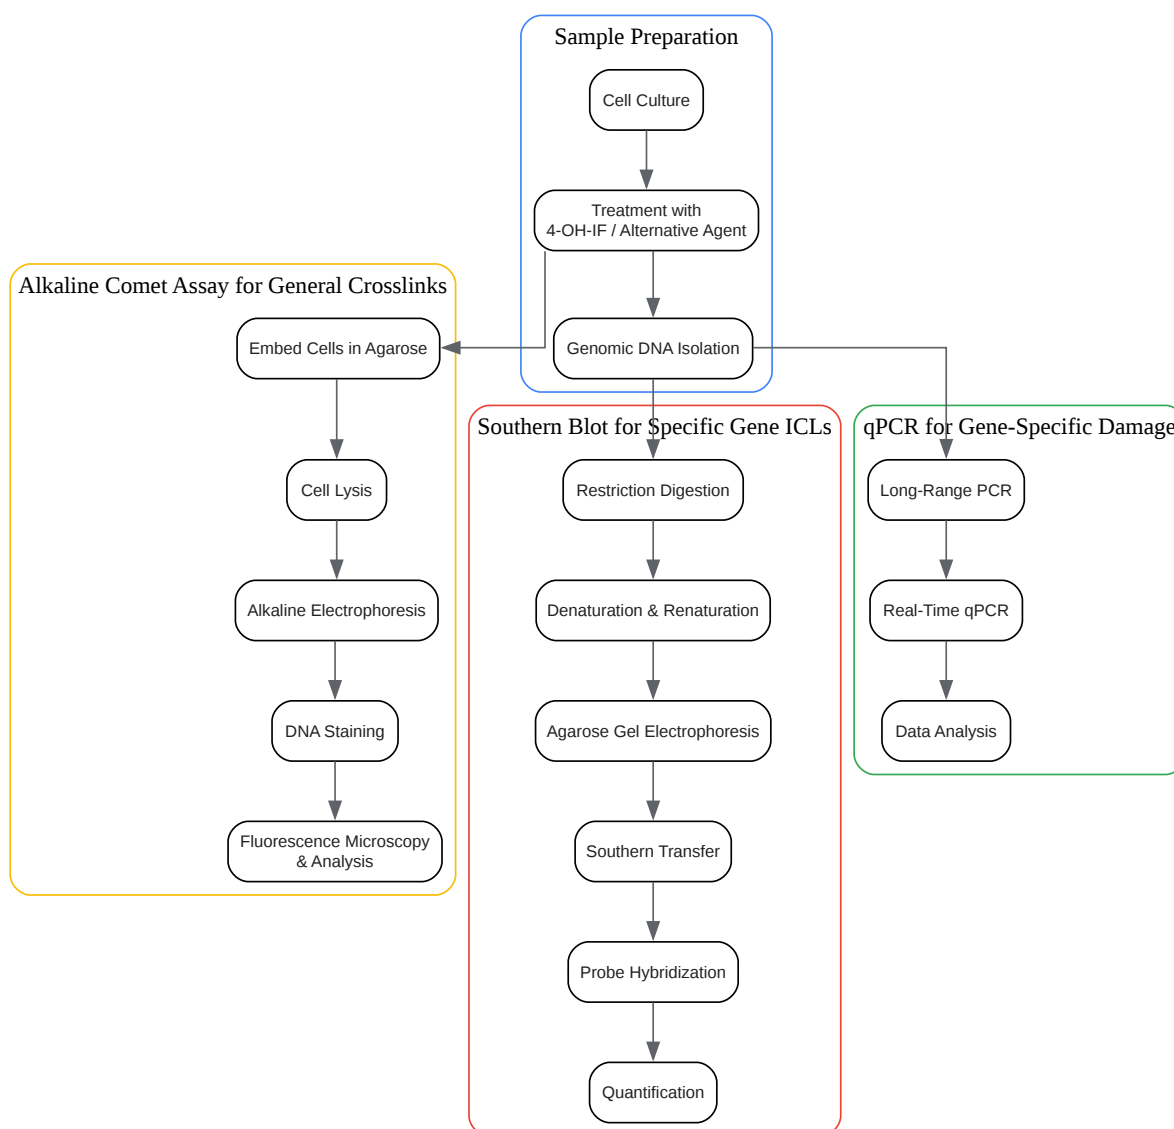 Sample Preparation
Cell Culture
Treatment with
4-OH-IF / Alternative Agent
Genomic DNA Isolation
Alkaline Comet Assay for General Crosslinks
Embed Cells in Agarose
Cell Lysis
Alkaline Electrophoresis
DNA Staining
Fluorescence Microscopy
& Analysis
Southern Blot for Specific Gene ICLs
Restriction Digestion
Denaturation & Renaturation
Agarose Gel Electrophoresis
Southern Transfer
Probe Hybridization
Quantification
qPCR for Gene-Specific Damage
Long-Range PCR
Real-Time qPCR
Data Analysis